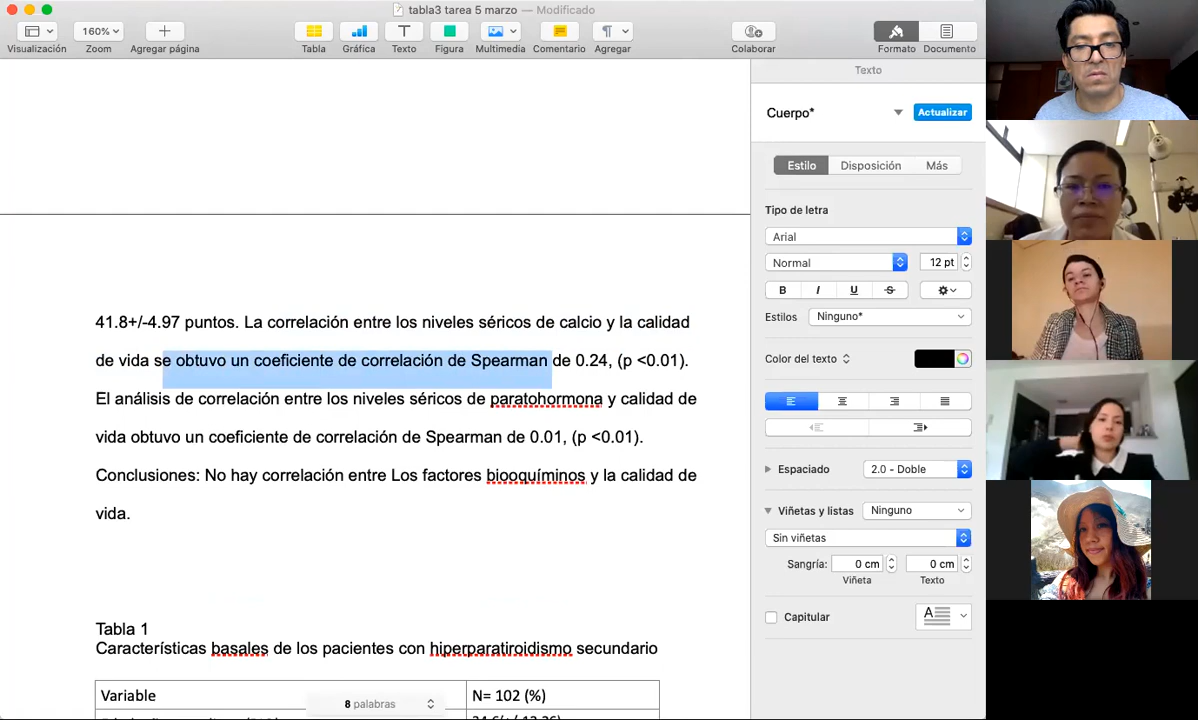 tabla3 tarea 5 marzo — Modificado
160%
Visualización Zoom Agregar página Tabla Gráfica Texto Figura Multimedia Comentario Agregar Colaborar Formato Documento
Texto
Cuerpo* Actualizar
Estilo Disposición Más
Tipo de letra
Arial
Normal 12 pt
B I U S
Estilos Ninguno*
Color del texto
Espaciado 2.0 - Doble
Viñetas y listas Ninguno
Sin viñetas
Sangría: 0 cm 0 cm
Viñeta Texto
Capitular A
41.8+/-4.97 puntos. La correlación entre los niveles séricos de calcio y la calidad
de vida se obtuvo un coeficiente de correlación de Spearman de 0.24, (p <0.01).
El análisis de correlación entre los niveles séricos de paratohormona y calidad de
vida obtuvo un coeficiente de correlación de Spearman de 0.01, (p <0.01).
Conclusiones: No hay correlación entre Los factores biooquíminos y la calidad de
vida.
Tabla 1
Características basales de los pacientes con hiperparatiroidismo secundario
Variable N= 102 (%)
8 palabras